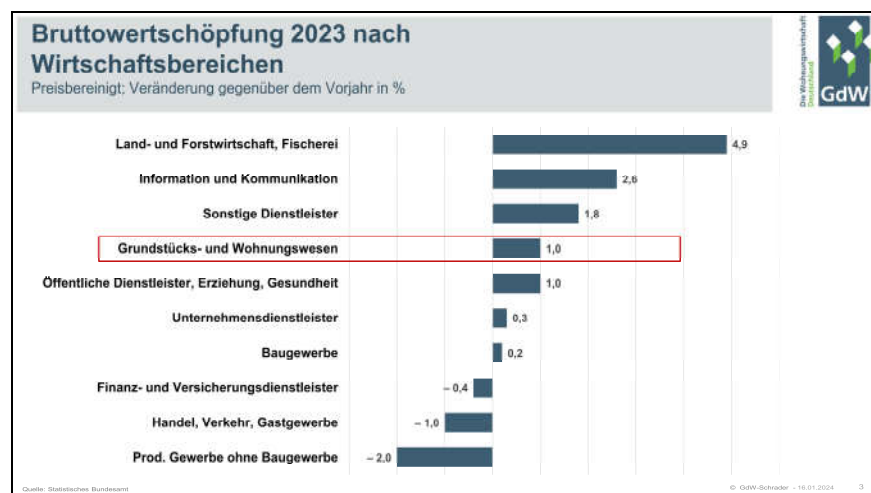 Bruttowertschöpfung 2023 nach
Wirtschaftsbereichen
Preisbereinigt; Veränderung gegenüber dem Vorjahr in %
Die Wohnungswirtschaft
Deutschland
GdW
Land- und Forstwirtschaft, Fischerei 4,9
Information und Kommunikation 2,6
Sonstige Dienstleister 1,8
Grundstücks- und Wohnungswesen 1,0
Öffentliche Dienstleister, Erziehung, Gesundheit 1,0
Unternehmensdienstleister 0,3
Baugewerbe 0,2
Finanz- und Versicherungsdienstleister – 0,4
Handel, Verkehr, Gastgewerbe – 1,0
Prod. Gewerbe ohne Baugewerbe – 2,0
Quelle: Statistisches Bundesamt
© GdW-Schrader - 16.01.2024 3